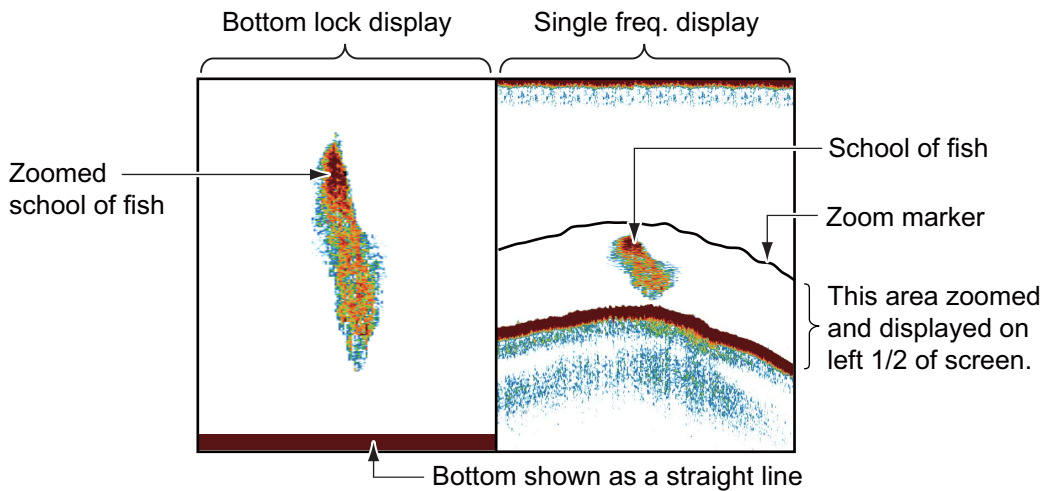 Bottom lock display
Single freq. display
Zoomed
school of fish
School of fish
Zoom marker
This area zoomed
and displayed on
left 1/2 of screen.
Bottom shown as a straight line